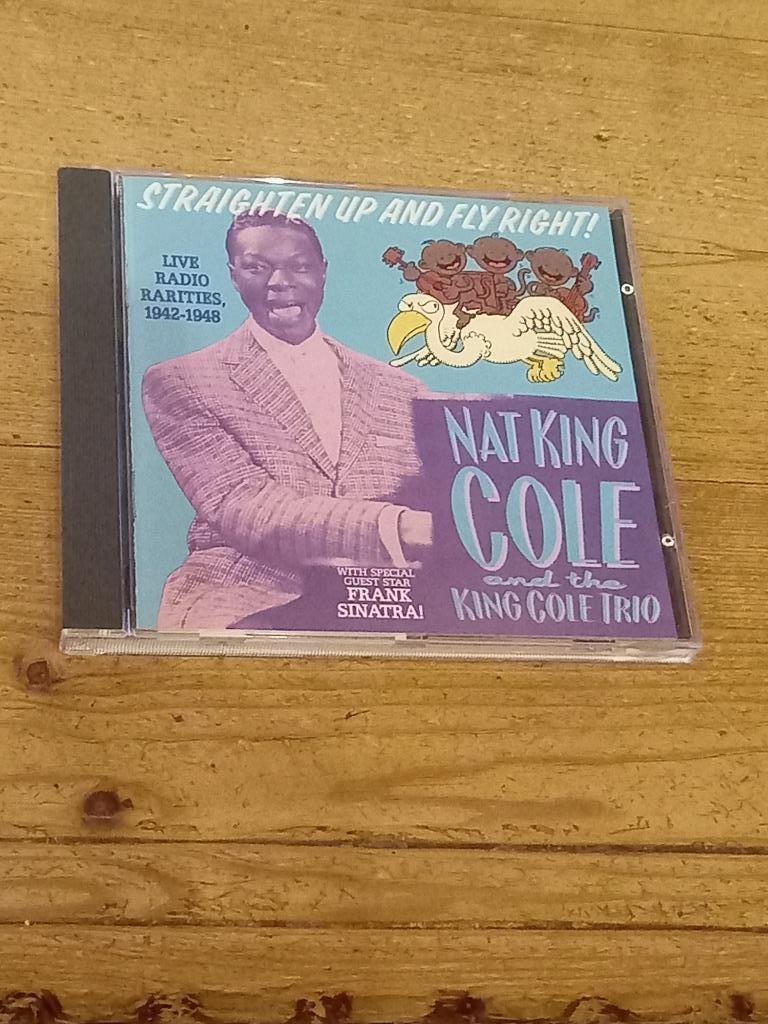 STRAIGHTEN UP AND FLY RIGHT!
LIVE
RADIO
RARITIES,
1942-1948
NAT KING
COLE
and the
KING COLE TRIO
WITH SPECIAL
GUEST STAR
FRANK
SINATRA!